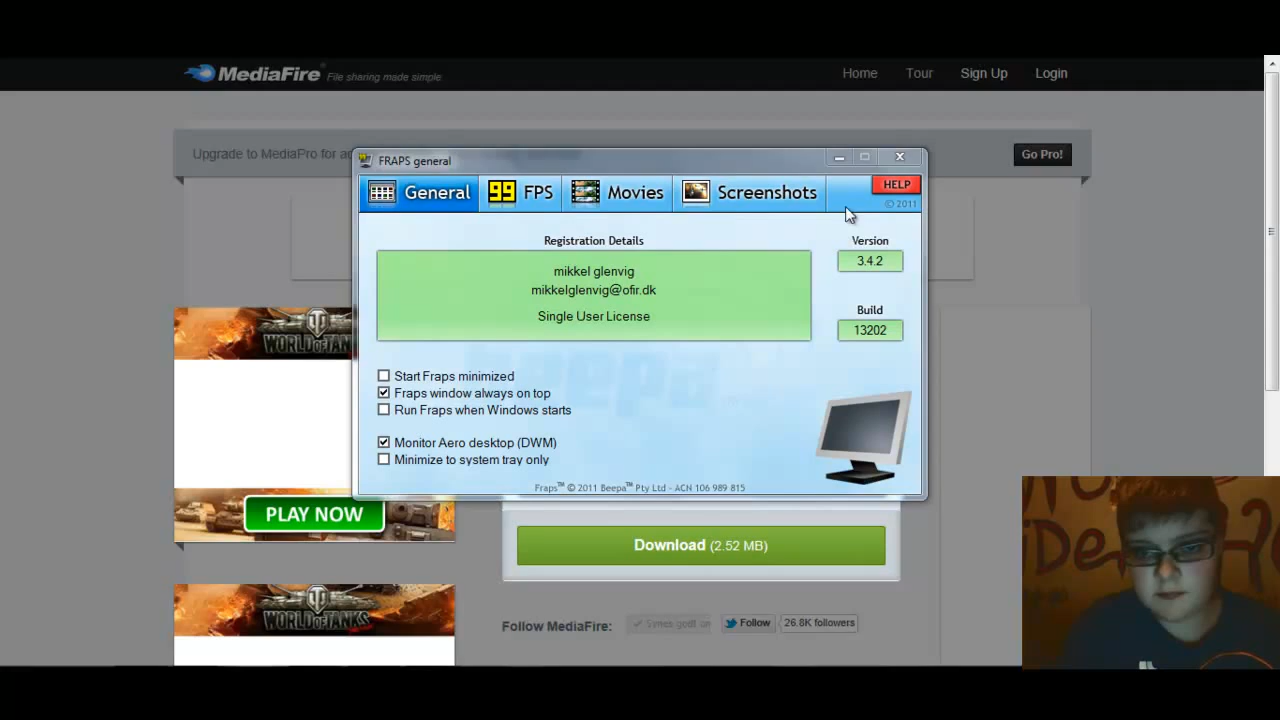 MediaFire File sharing made simple
Home Tour Sign Up Login
Upgrade to MediaPro for
Go Pro!
FRAPS general
General 99 FPS Movies Screenshots HELP
© 2011
Registration Details
Version
mikkel glenvig
3.4.2
mikkelglenvig@ofir.dk
Single User License
Build
13202
beepa
Start Fraps minimized
Fraps window always on top
Run Fraps when Windows starts
Monitor Aero desktop (DWM)
Minimize to system tray only
Fraps™ © 2011 Beepa™ Pty Ltd - ACN 106 989 815
WORLD OF TANKS
PLAY NOW
Download (2.52 MB)
WORLD OF TANKS
Follow MediaFire: Synes godt om Follow 26.8K followers